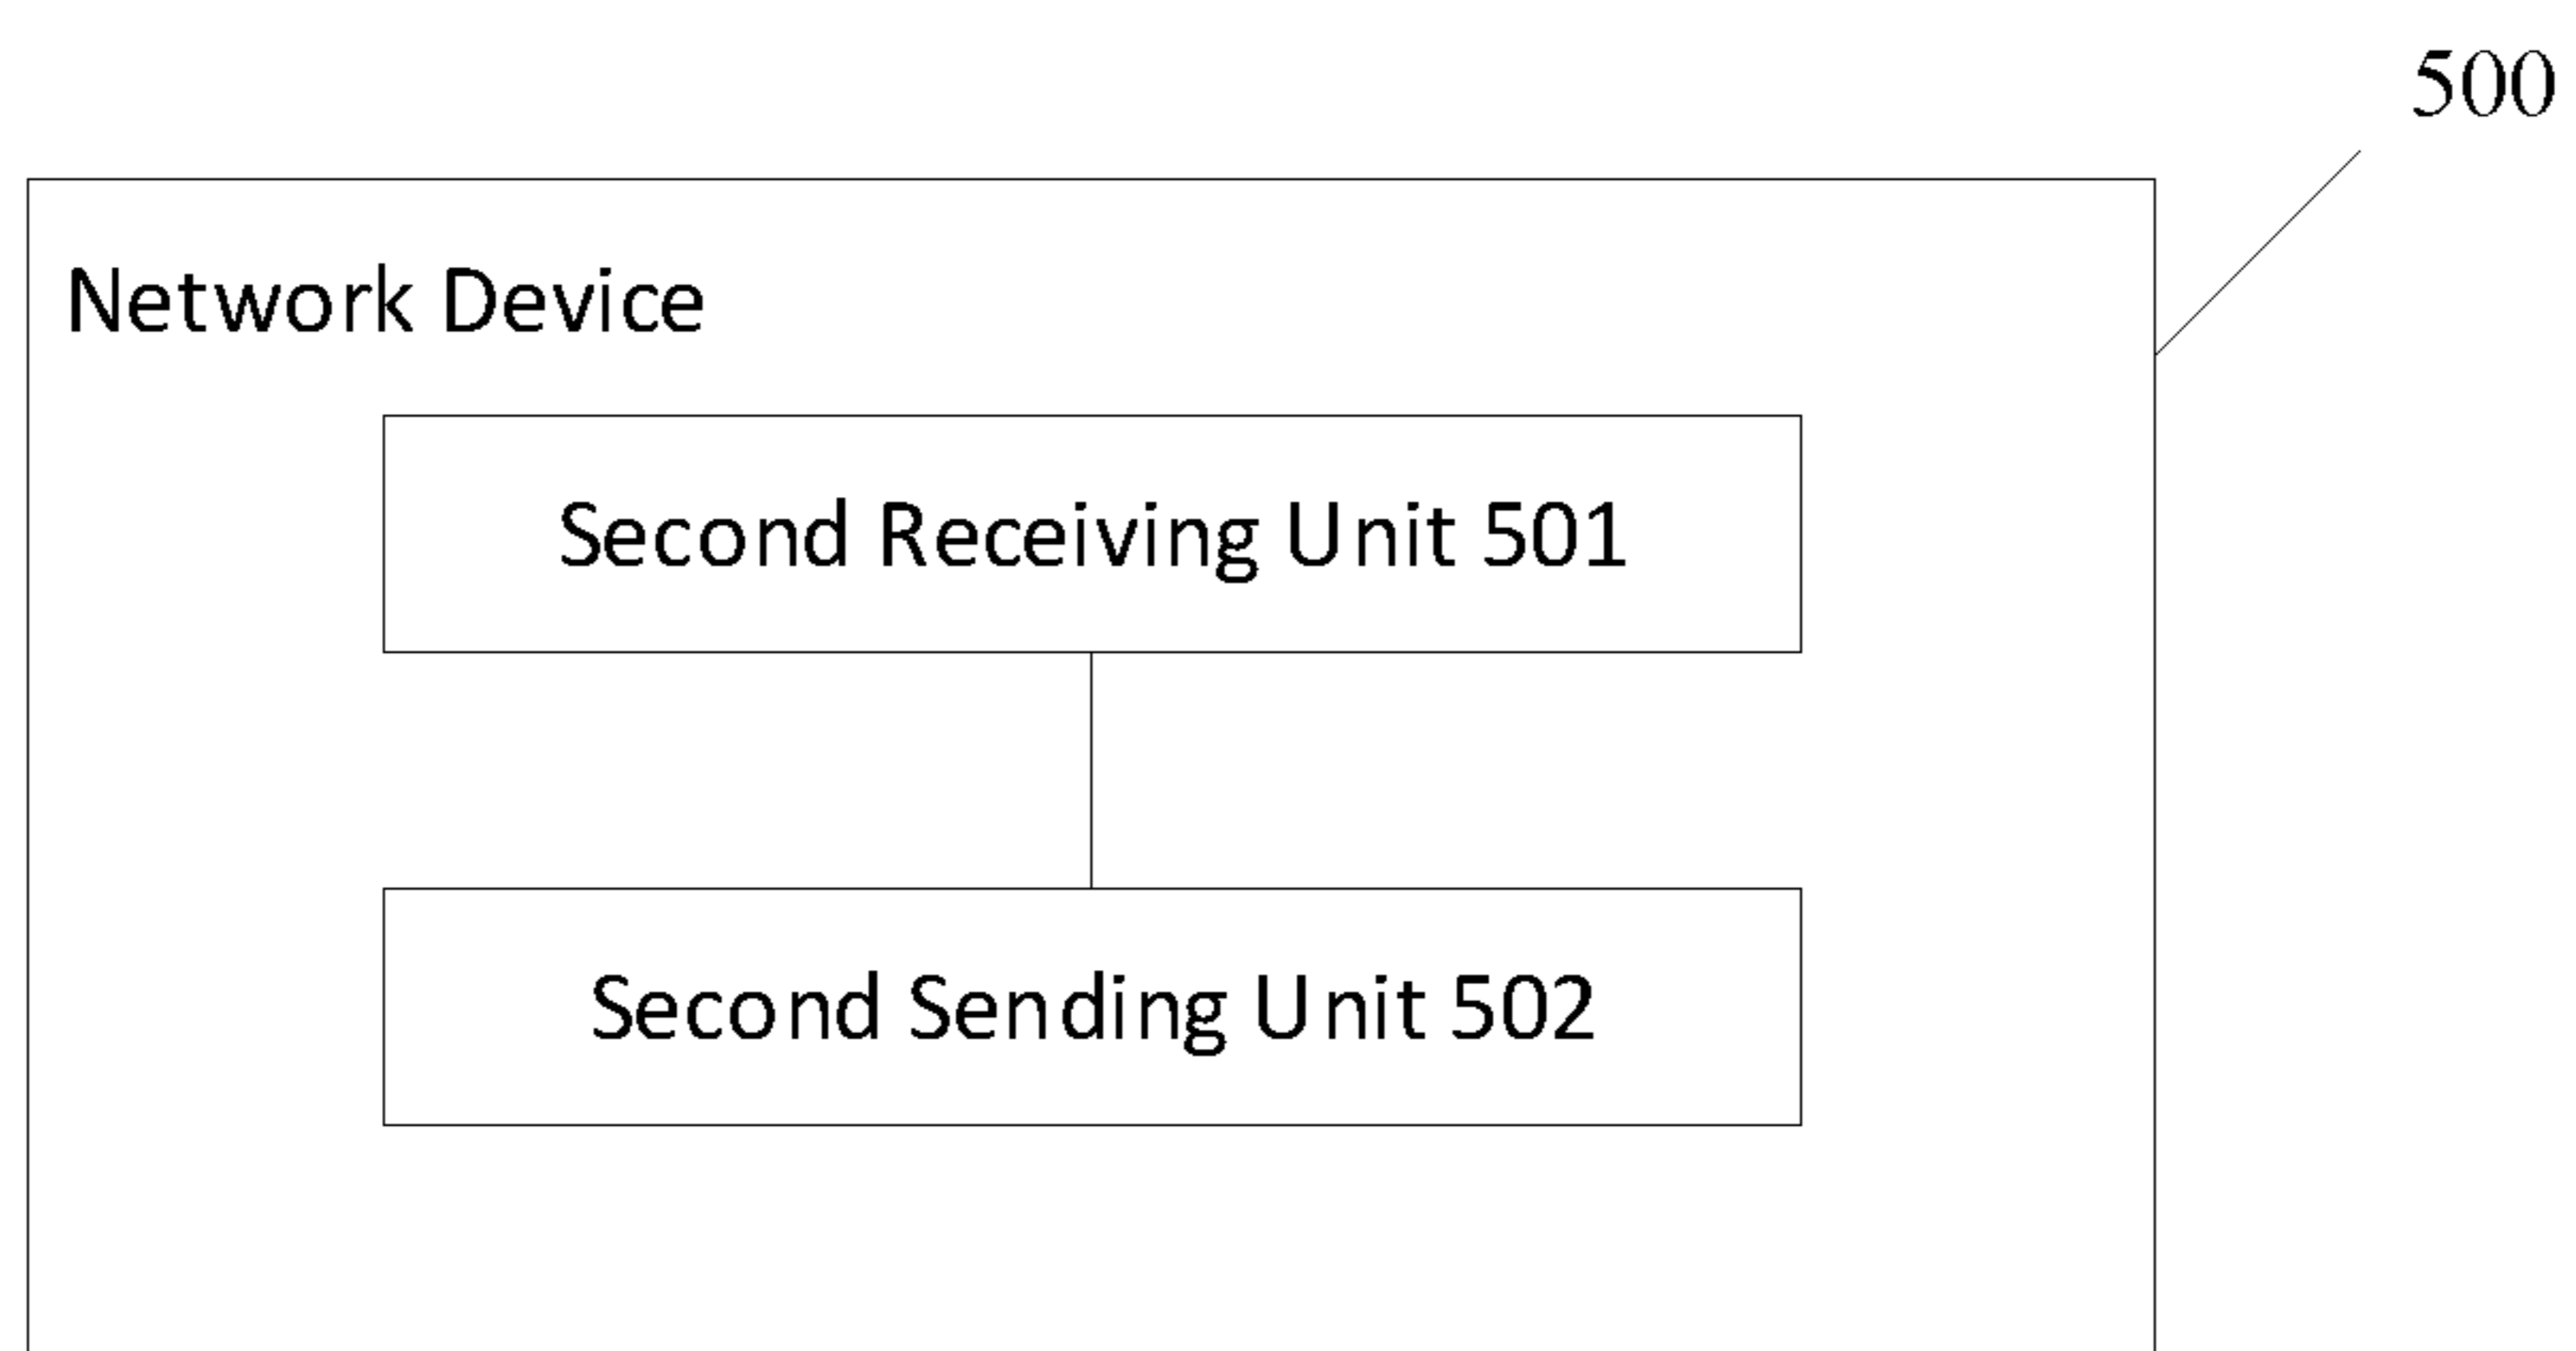 500
Network Device
Second Receiving Unit 501
Second Sending Unit 502